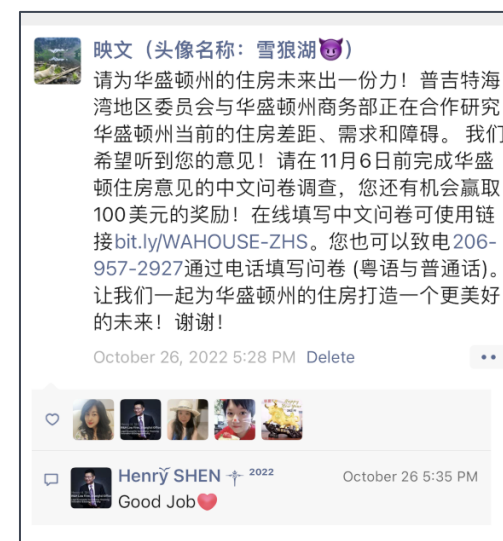 映文（头像名称：雪狼湖😈）
请为华盛顿州的住房未来出一份力！普吉特海
湾地区委员会与华盛顿州商务部正在合作研究
华盛顿州当前的住房差距、需求和障碍。 我们
希望听到您的意见！请在11月6日前完成华盛
顿住房意见的中文问卷调查，您还有机会赢取
100美元的奖励！在线填写中文问卷可使用链
接bit.ly/WAHOUSE-ZHS。您也可以致电206-
957-2927通过电话填写问卷 (粤语与普通话)。
让我们一起为华盛顿州的住房打造一个更美好
的未来！谢谢！
October 26, 2022 5:28 PM Delete
Henrÿ SHEN ⸙ ²⁰²² October 26 5:35 PM
Good Job❤️